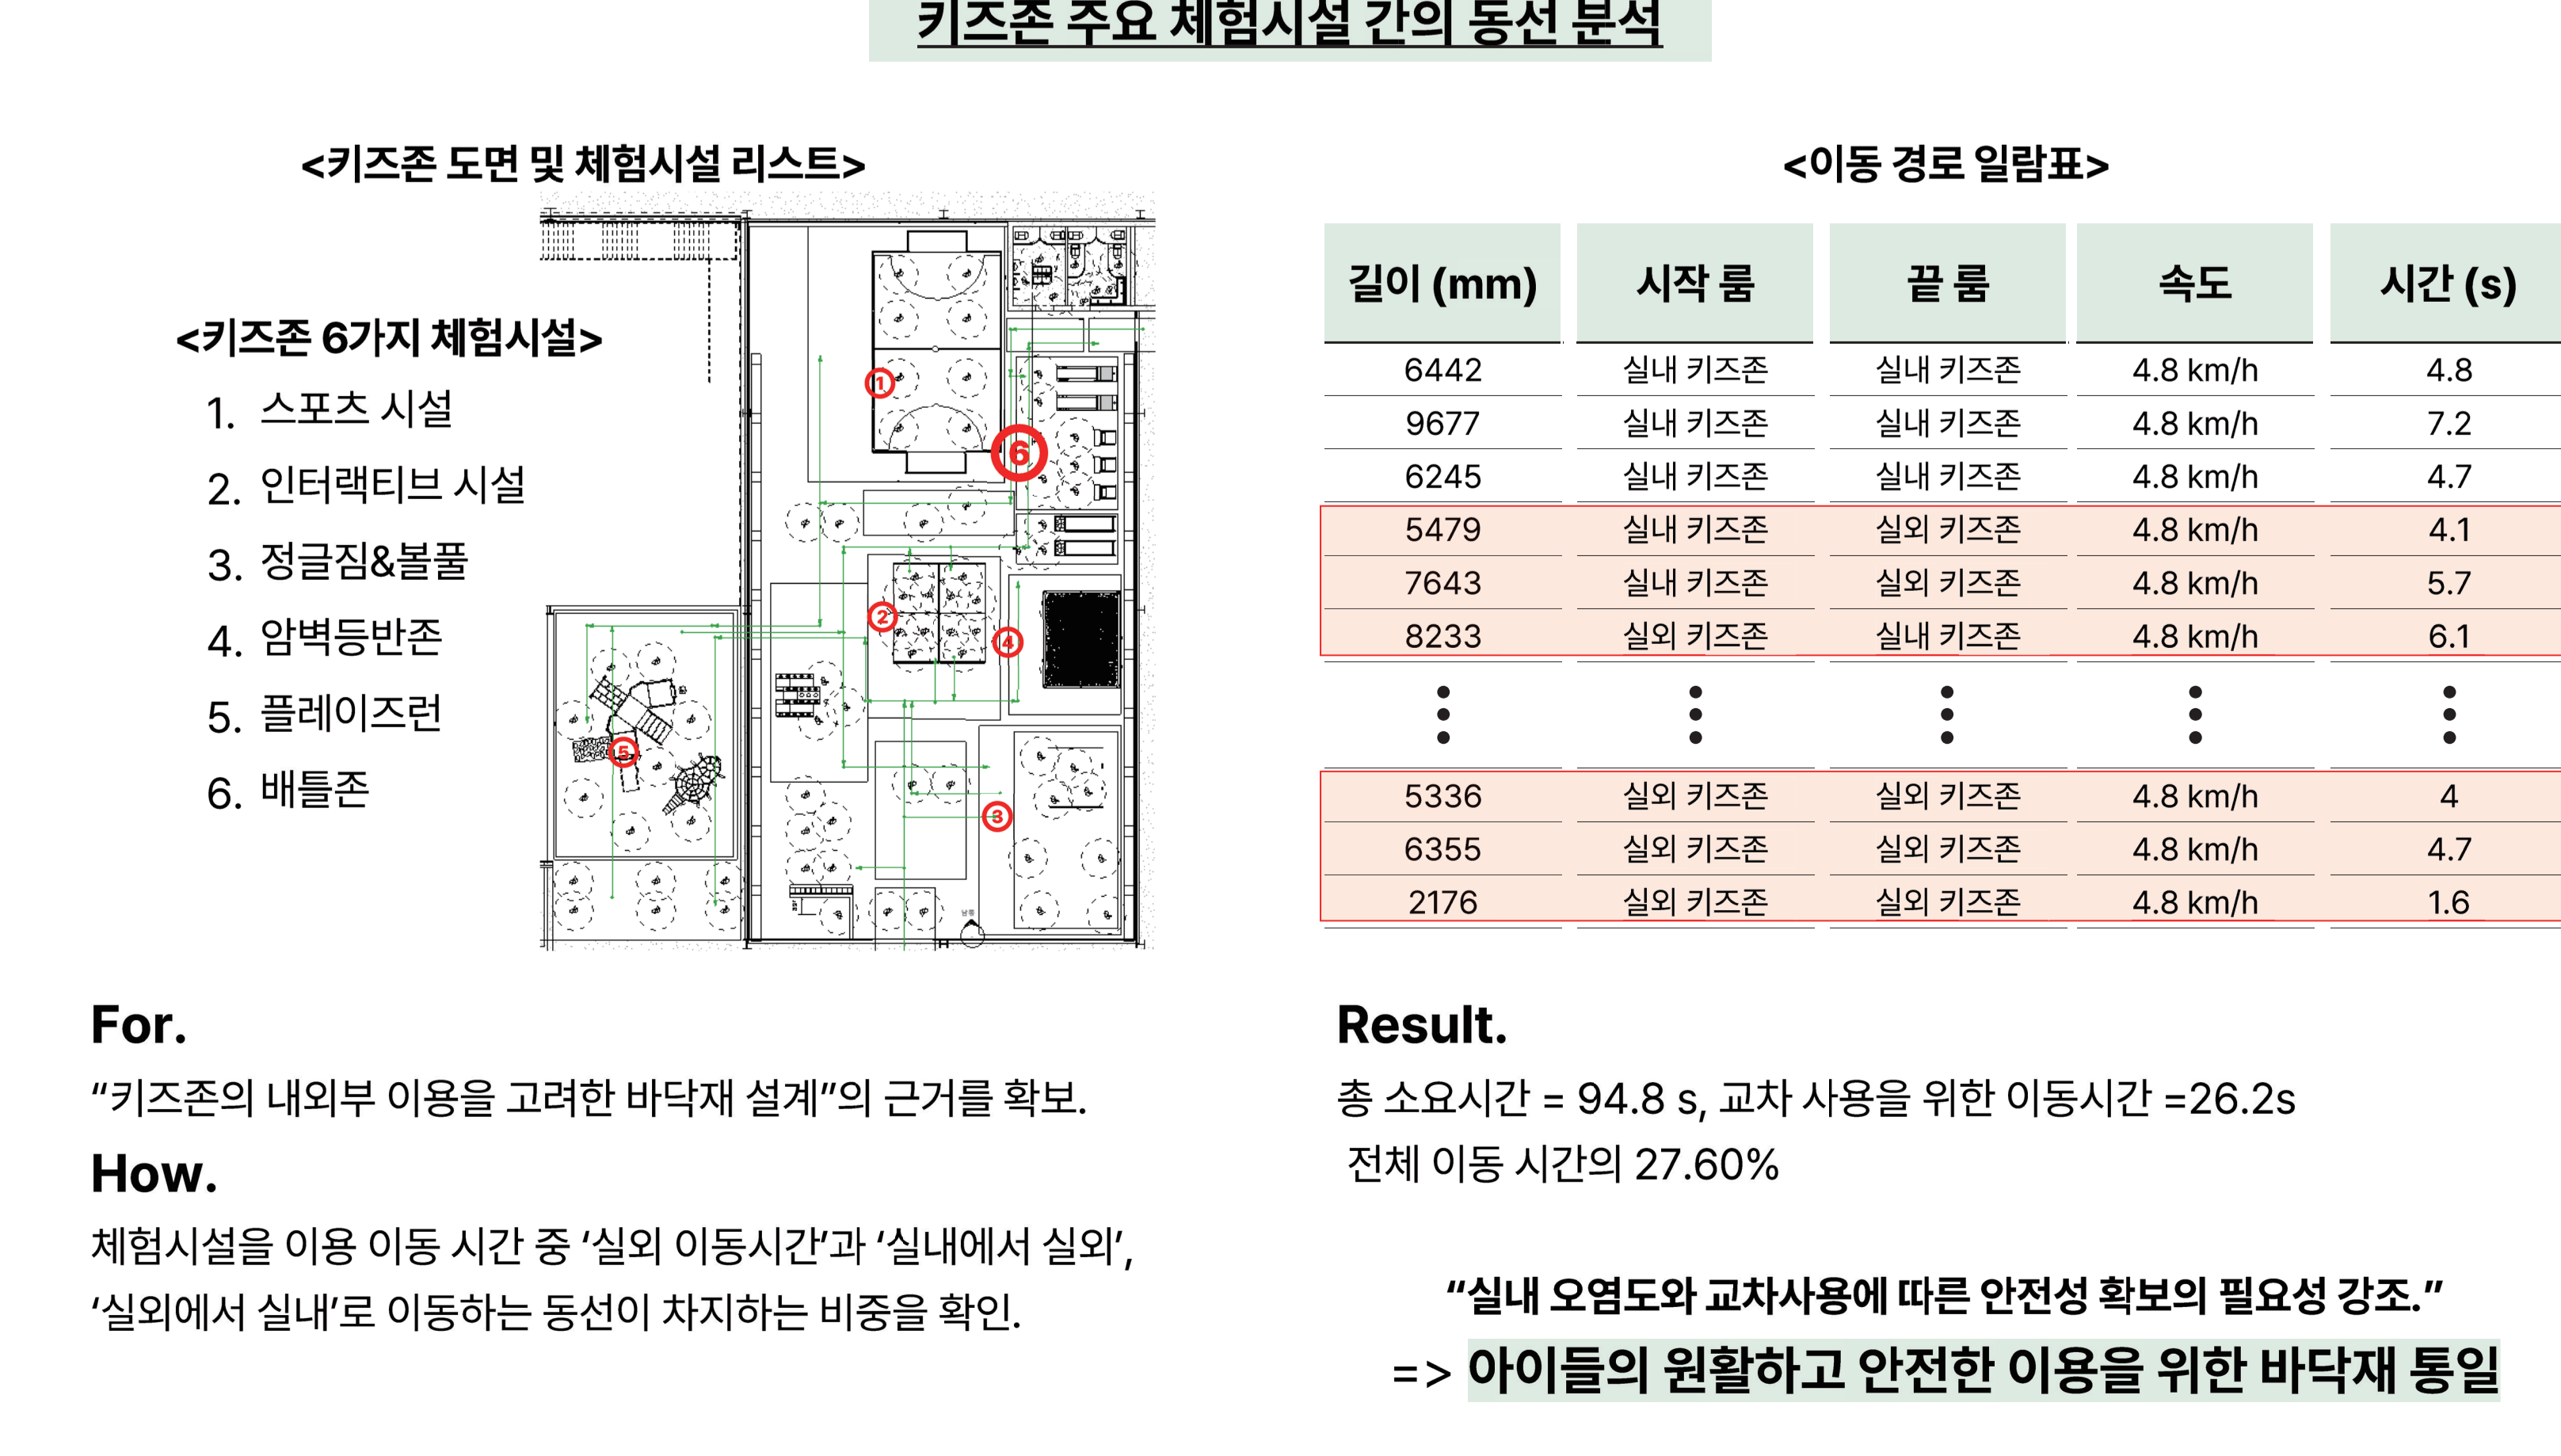 키즈존 주요 체험시설 간의 동선 분석
<키즈존 도면 및 체험시설 리스트>
<키즈존 6가지 체험시설>
1. 스포츠 시설
2. 인터랙티브 시설
3. 정글짐&볼풀
4. 암벽등반존
5. 플레이즈런
6. 배틀존
1
6
2
4
5
3
<이동 경로 일람표>
길이 (mm) 시작 룸 끝 룸 속도 시간 (s)
6442 실내 키즈존 실내 키즈존 4.8 km/h 4.8
9677 실내 키즈존 실내 키즈존 4.8 km/h 7.2
6245 실내 키즈존 실내 키즈존 4.8 km/h 4.7
5479 실내 키즈존 실외 키즈존 4.8 km/h 4.1
7643 실내 키즈존 실외 키즈존 4.8 km/h 5.7
8233 실외 키즈존 실내 키즈존 4.8 km/h 6.1
5336 실외 키즈존 실외 키즈존 4.8 km/h 4
6355 실외 키즈존 실외 키즈존 4.8 km/h 4.7
2176 실외 키즈존 실외 키즈존 4.8 km/h 1.6
For.
“키즈존의 내외부 이용을 고려한 바닥재 설계”의 근거를 확보.
How.
체험시설을 이용 이동 시간 중 ‘실외 이동시간’과 ‘실내에서 실외’,
‘실외에서 실내’로 이동하는 동선이 차지하는 비중을 확인.
Result.
총 소요시간 = 94.8 s, 교차 사용을 위한 이동시간 =26.2s
전체 이동 시간의 27.60%
“실내 오염도와 교차사용에 따른 안전성 확보의 필요성 강조.”
=> 아이들의 원활하고 안전한 이용을 위한 바닥재 통일